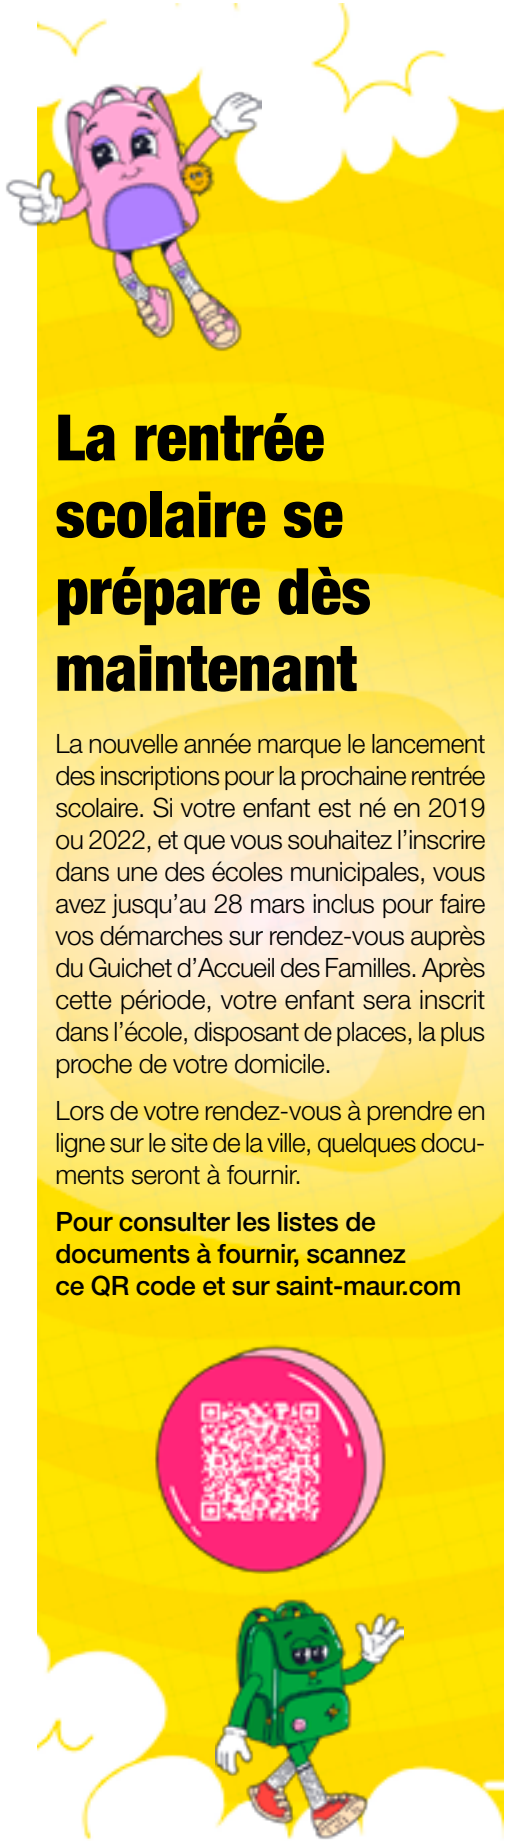 La rentrée
scolaire se
prépare dès
maintenant
La nouvelle année marque le lancement
des inscriptions pour la prochaine rentrée
scolaire. Si votre enfant est né en 2019
ou 2022, et que vous souhaitez l’inscrire
dans une des écoles municipales, vous
avez jusqu’au 28 mars inclus pour faire
vos démarches sur rendez-vous auprès
du Guichet d’Accueil des Familles. Après
cette période, votre enfant sera inscrit
dans l’école, disposant de places, la plus
proche de votre domicile.
Lors de votre rendez-vous à prendre en
ligne sur le site de la ville, quelques docu-
ments seront à fournir.
Pour consulter les listes de
documents à fournir, scannez
ce QR code et sur saint-maur.com